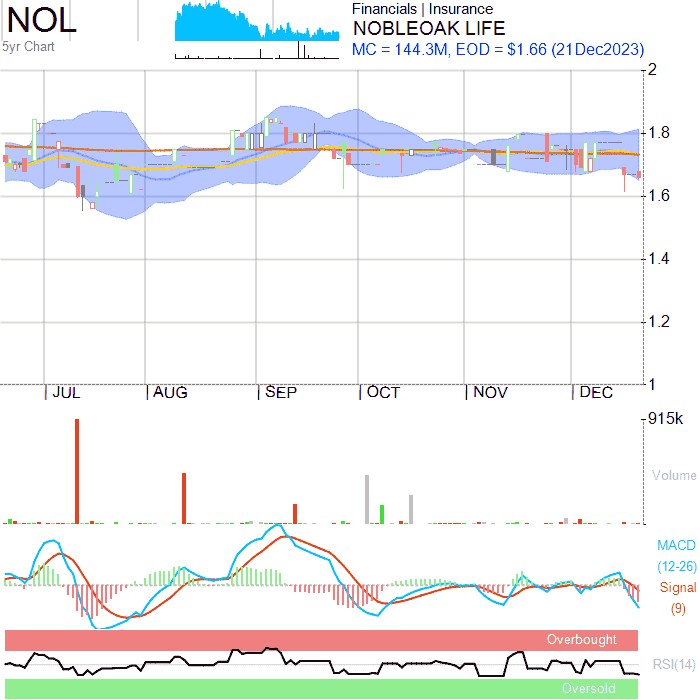 NOL
5yr Chart
Financials | Insurance
NOBLEOAK LIFE
MC = 144.3M, EOD = $1.66 (21Dec2023)
2
1.8
1.6
1.4
1.2
1
JUL AUG SEP OCT NOV DEC
915k
Volume
MACD
(12-26)
Signal
(9)
Overbought
RSI(14)
Oversold